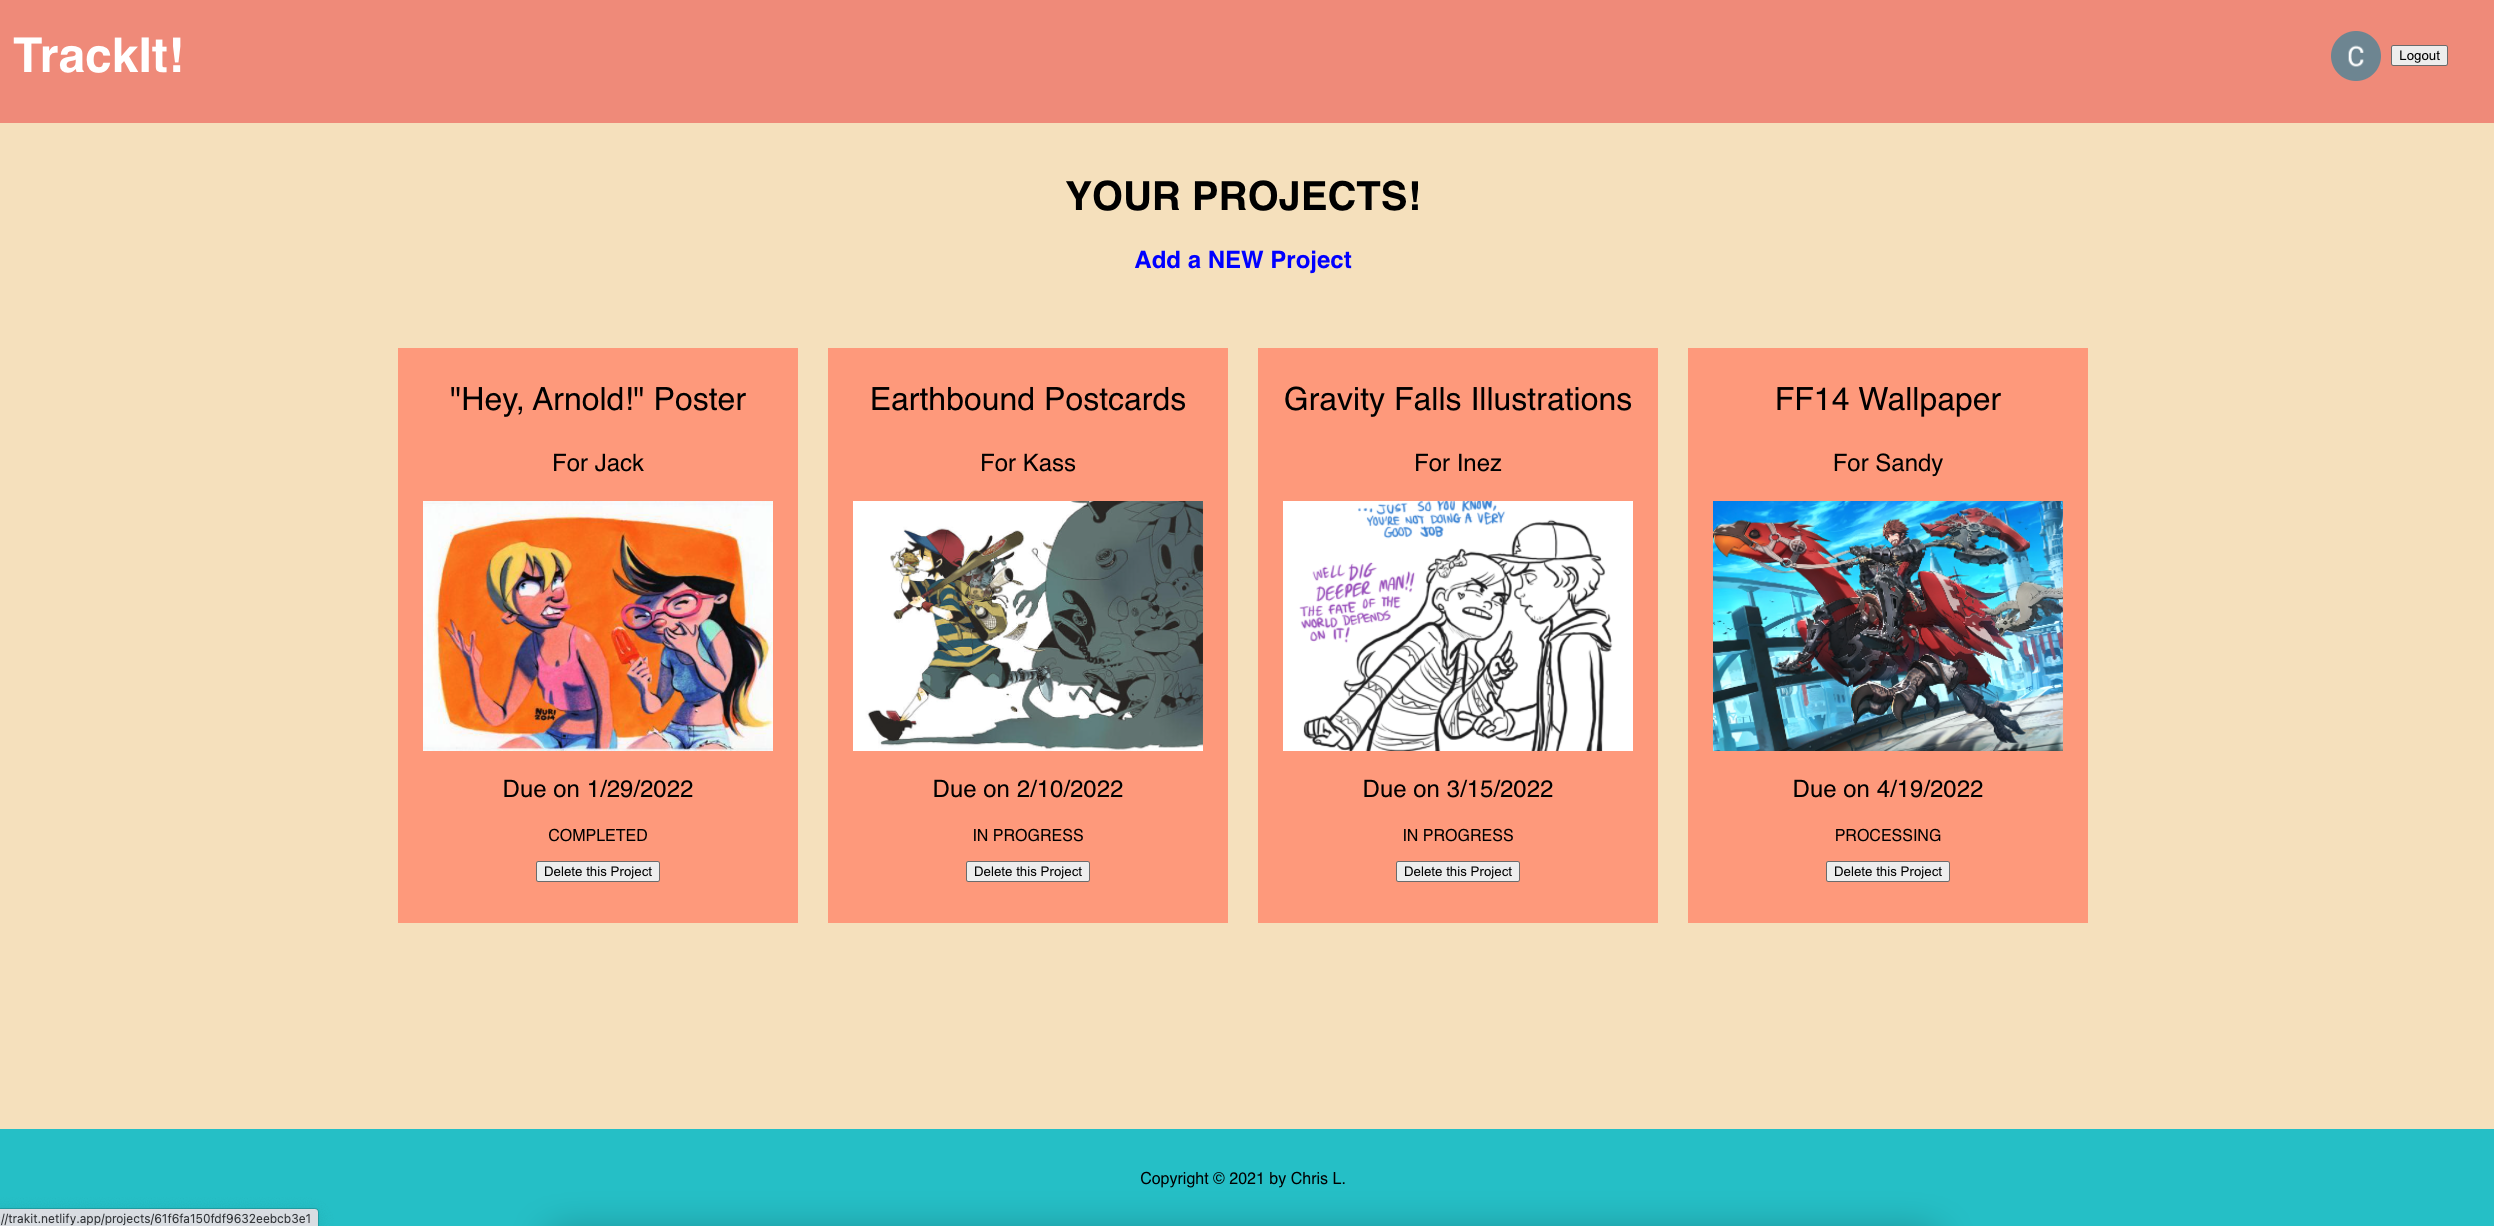 TrackIt!
C
Logout
YOUR PROJECTS!
Add a NEW Project
"Hey, Arnold!" Poster
For Jack
NURI
2014
Due on 1/29/2022
COMPLETED
Delete this Project
Earthbound Postcards
For Kass
Due on 2/10/2022
IN PROGRESS
Delete this Project
Gravity Falls Illustrations
For Inez
... JUST SO YOU KNOW,
YOU'RE NOT DOING A VERY
GOOD JOB
WELL DIG
DEEPER MAN!!
THE FATE OF THE
WORLD DEPENDS
ON IT!
Due on 3/15/2022
IN PROGRESS
Delete this Project
FF14 Wallpaper
For Sandy
Due on 4/19/2022
PROCESSING
Delete this Project
Copyright © 2021 by Chris L.
//trakit.netlify.app/projects/61f6fa150fdf9632eebcb3e1